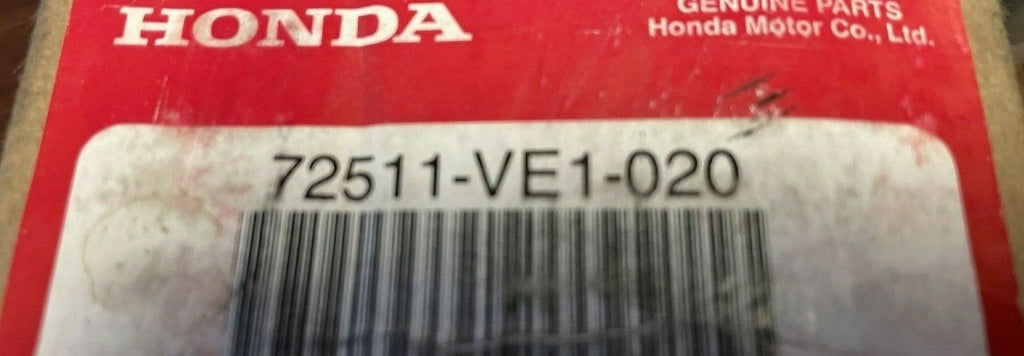 HONDA
GENUINE PARTS
Honda Motor Co., Ltd.
72511-VE1-020